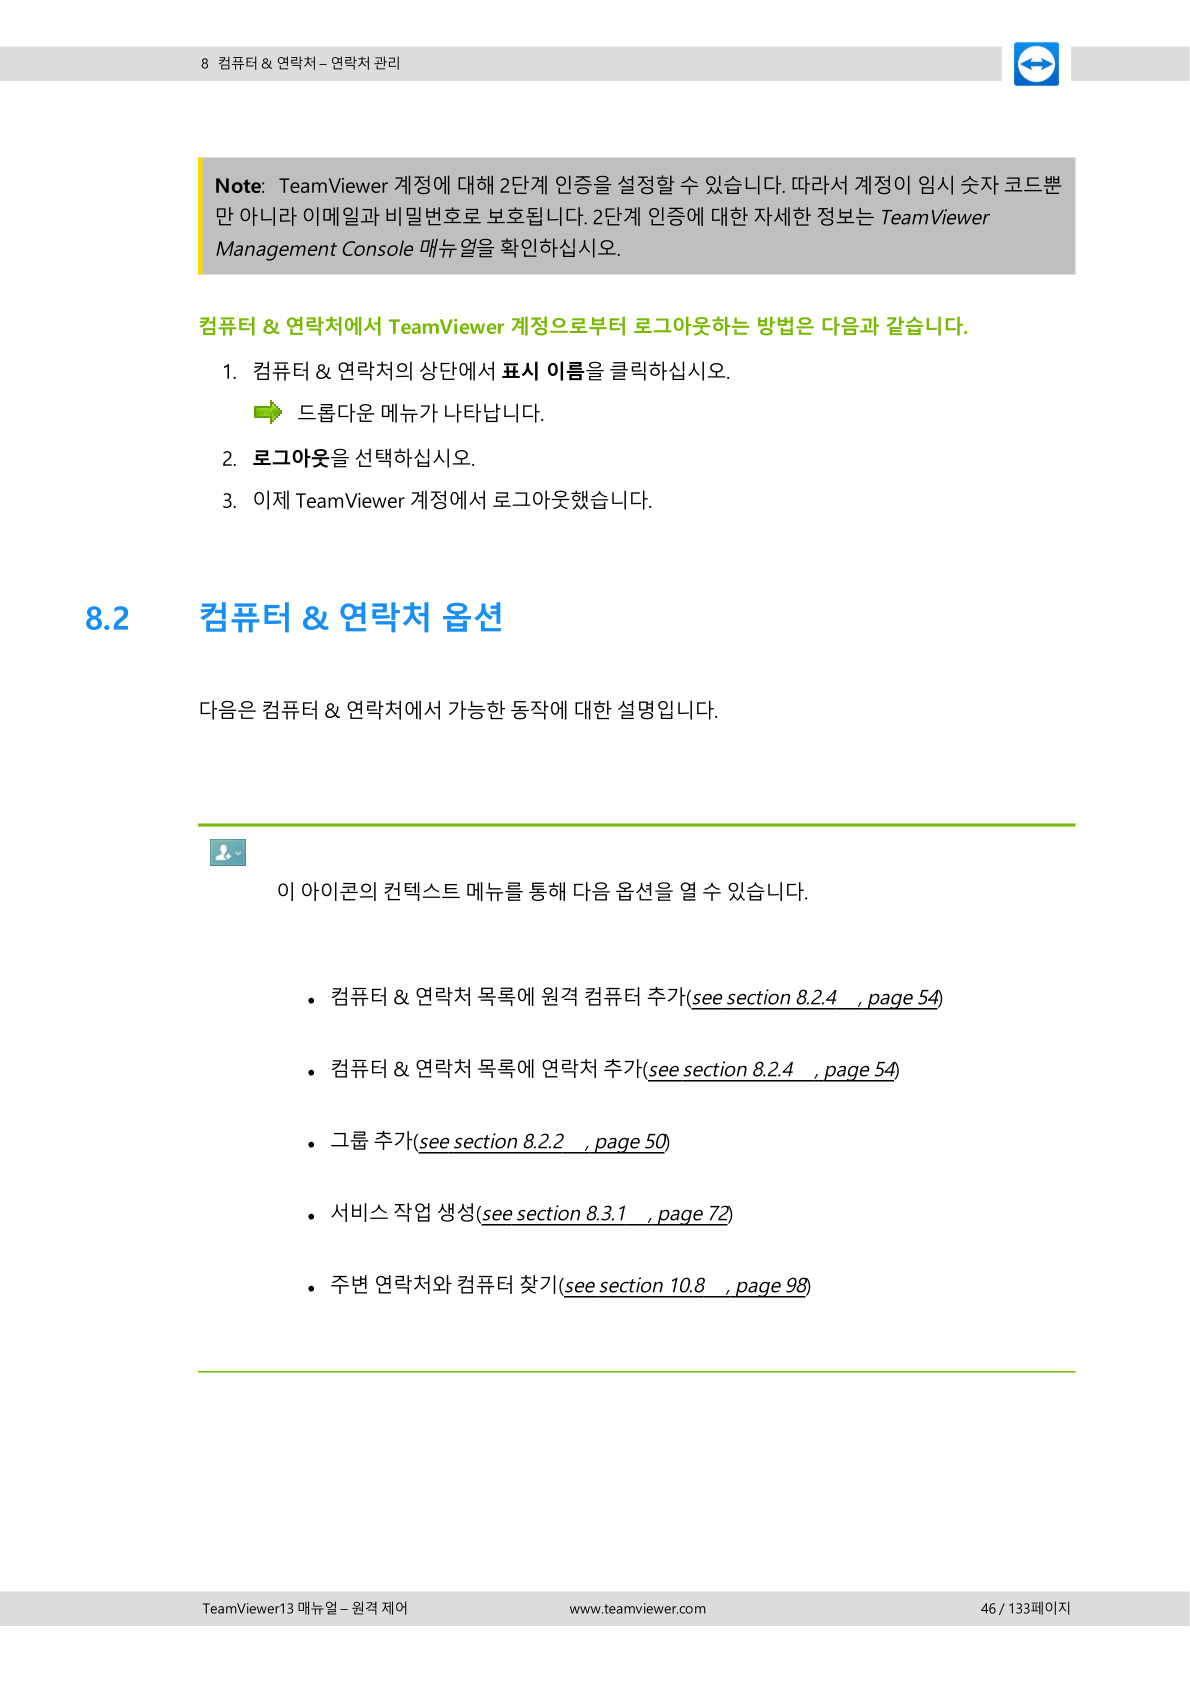 8 컴퓨터 & 연락처 – 연락처 관리
Note: TeamViewer 계정에 대해 2단계 인증을 설정할 수 있습니다. 따라서 계정이 임시 숫자 코드뿐
만 아니라 이메일과 비밀번호로 보호됩니다. 2단계 인증에 대한 자세한 정보는 TeamViewer
Management Console 매뉴얼을 확인하십시오.
컴퓨터 & 연락처에서 TeamViewer 계정으로부터 로그아웃하는 방법은 다음과 같습니다.
1. 컴퓨터 & 연락처의 상단에서 표시 이름을 클릭하십시오.
드롭다운 메뉴가 나타납니다.
2. 로그아웃을 선택하십시오.
3. 이제 TeamViewer 계정에서 로그아웃했습니다.
8.2 컴퓨터 & 연락처 옵션
다음은 컴퓨터 & 연락처에서 가능한 동작에 대한 설명입니다.
이 아이콘의 컨텍스트 메뉴를 통해 다음 옵션을 열 수 있습니다.
• 컴퓨터 & 연락처 목록에 원격 컴퓨터 추가(see section 8.2.4 , page 54)
• 컴퓨터 & 연락처 목록에 연락처 추가(see section 8.2.4 , page 54)
• 그룹 추가(see section 8.2.2 , page 50)
• 서비스 작업 생성(see section 8.3.1 , page 72)
• 주변 연락처와 컴퓨터 찾기(see section 10.8 , page 98)
TeamViewer13 매뉴얼 – 원격 제어 www.teamviewer.com 46 / 133페이지